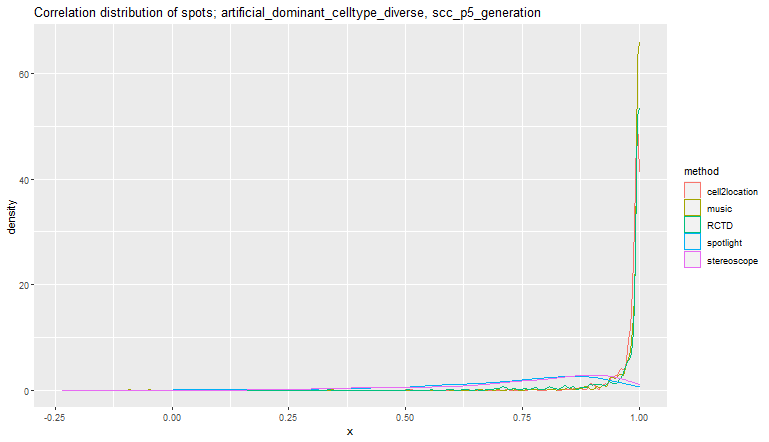 Correlation distribution of spots; artificial_dominant_celltype_diverse, scc_p5_generation
60
40
20
0
density
-0.25
0.00
0.25
0.50
0.75
1.00
x
method
cell2location
music
RCTD
spotlight
stereoscope